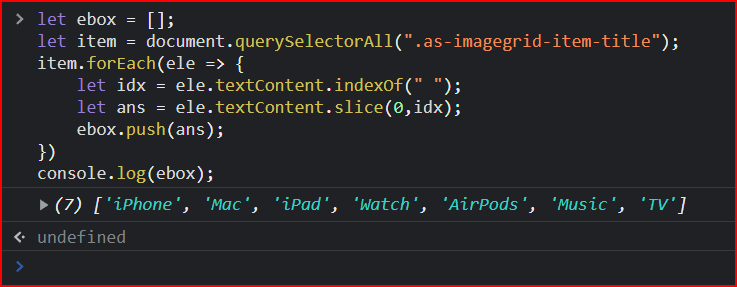 let ebox = [];
let item = document.querySelectorAll(".as-imagegrid-item-title");
item.forEach(ele => {
    let idx = ele.textContent.indexOf(" ");
    let ans = ele.textContent.slice(0,idx);
    ebox.push(ans);
})
console.log(ebox);
(7) ['iPhone', 'Mac', 'iPad', 'Watch', 'AirPods', 'Music', 'TV']
undefined